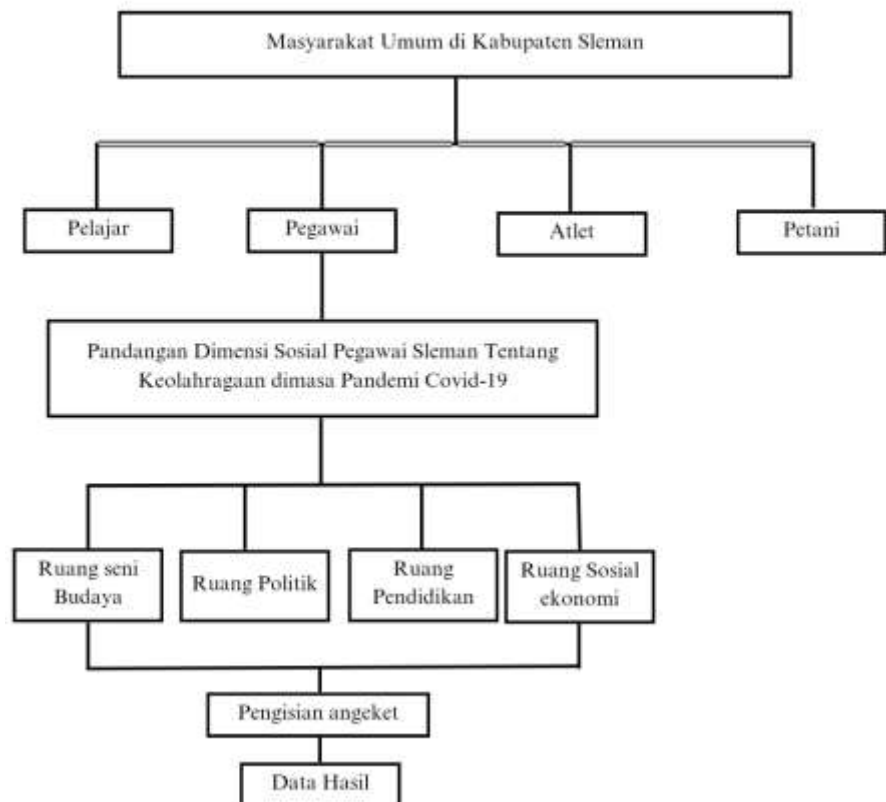 Masyarakat Umum di Kabupaten Sleman
Pelajar
Pegawai
Atlet
Petani
Pandangan Dimensi Sosial Pegawai Sleman Tentang
Keolahragaan dimasa Pandemi Covid-19
Ruang seni
Budaya
Ruang Politik
Ruang
Pendidikan
Ruang Sosial
ekonomi
Pengisian angeket
Data Hasil